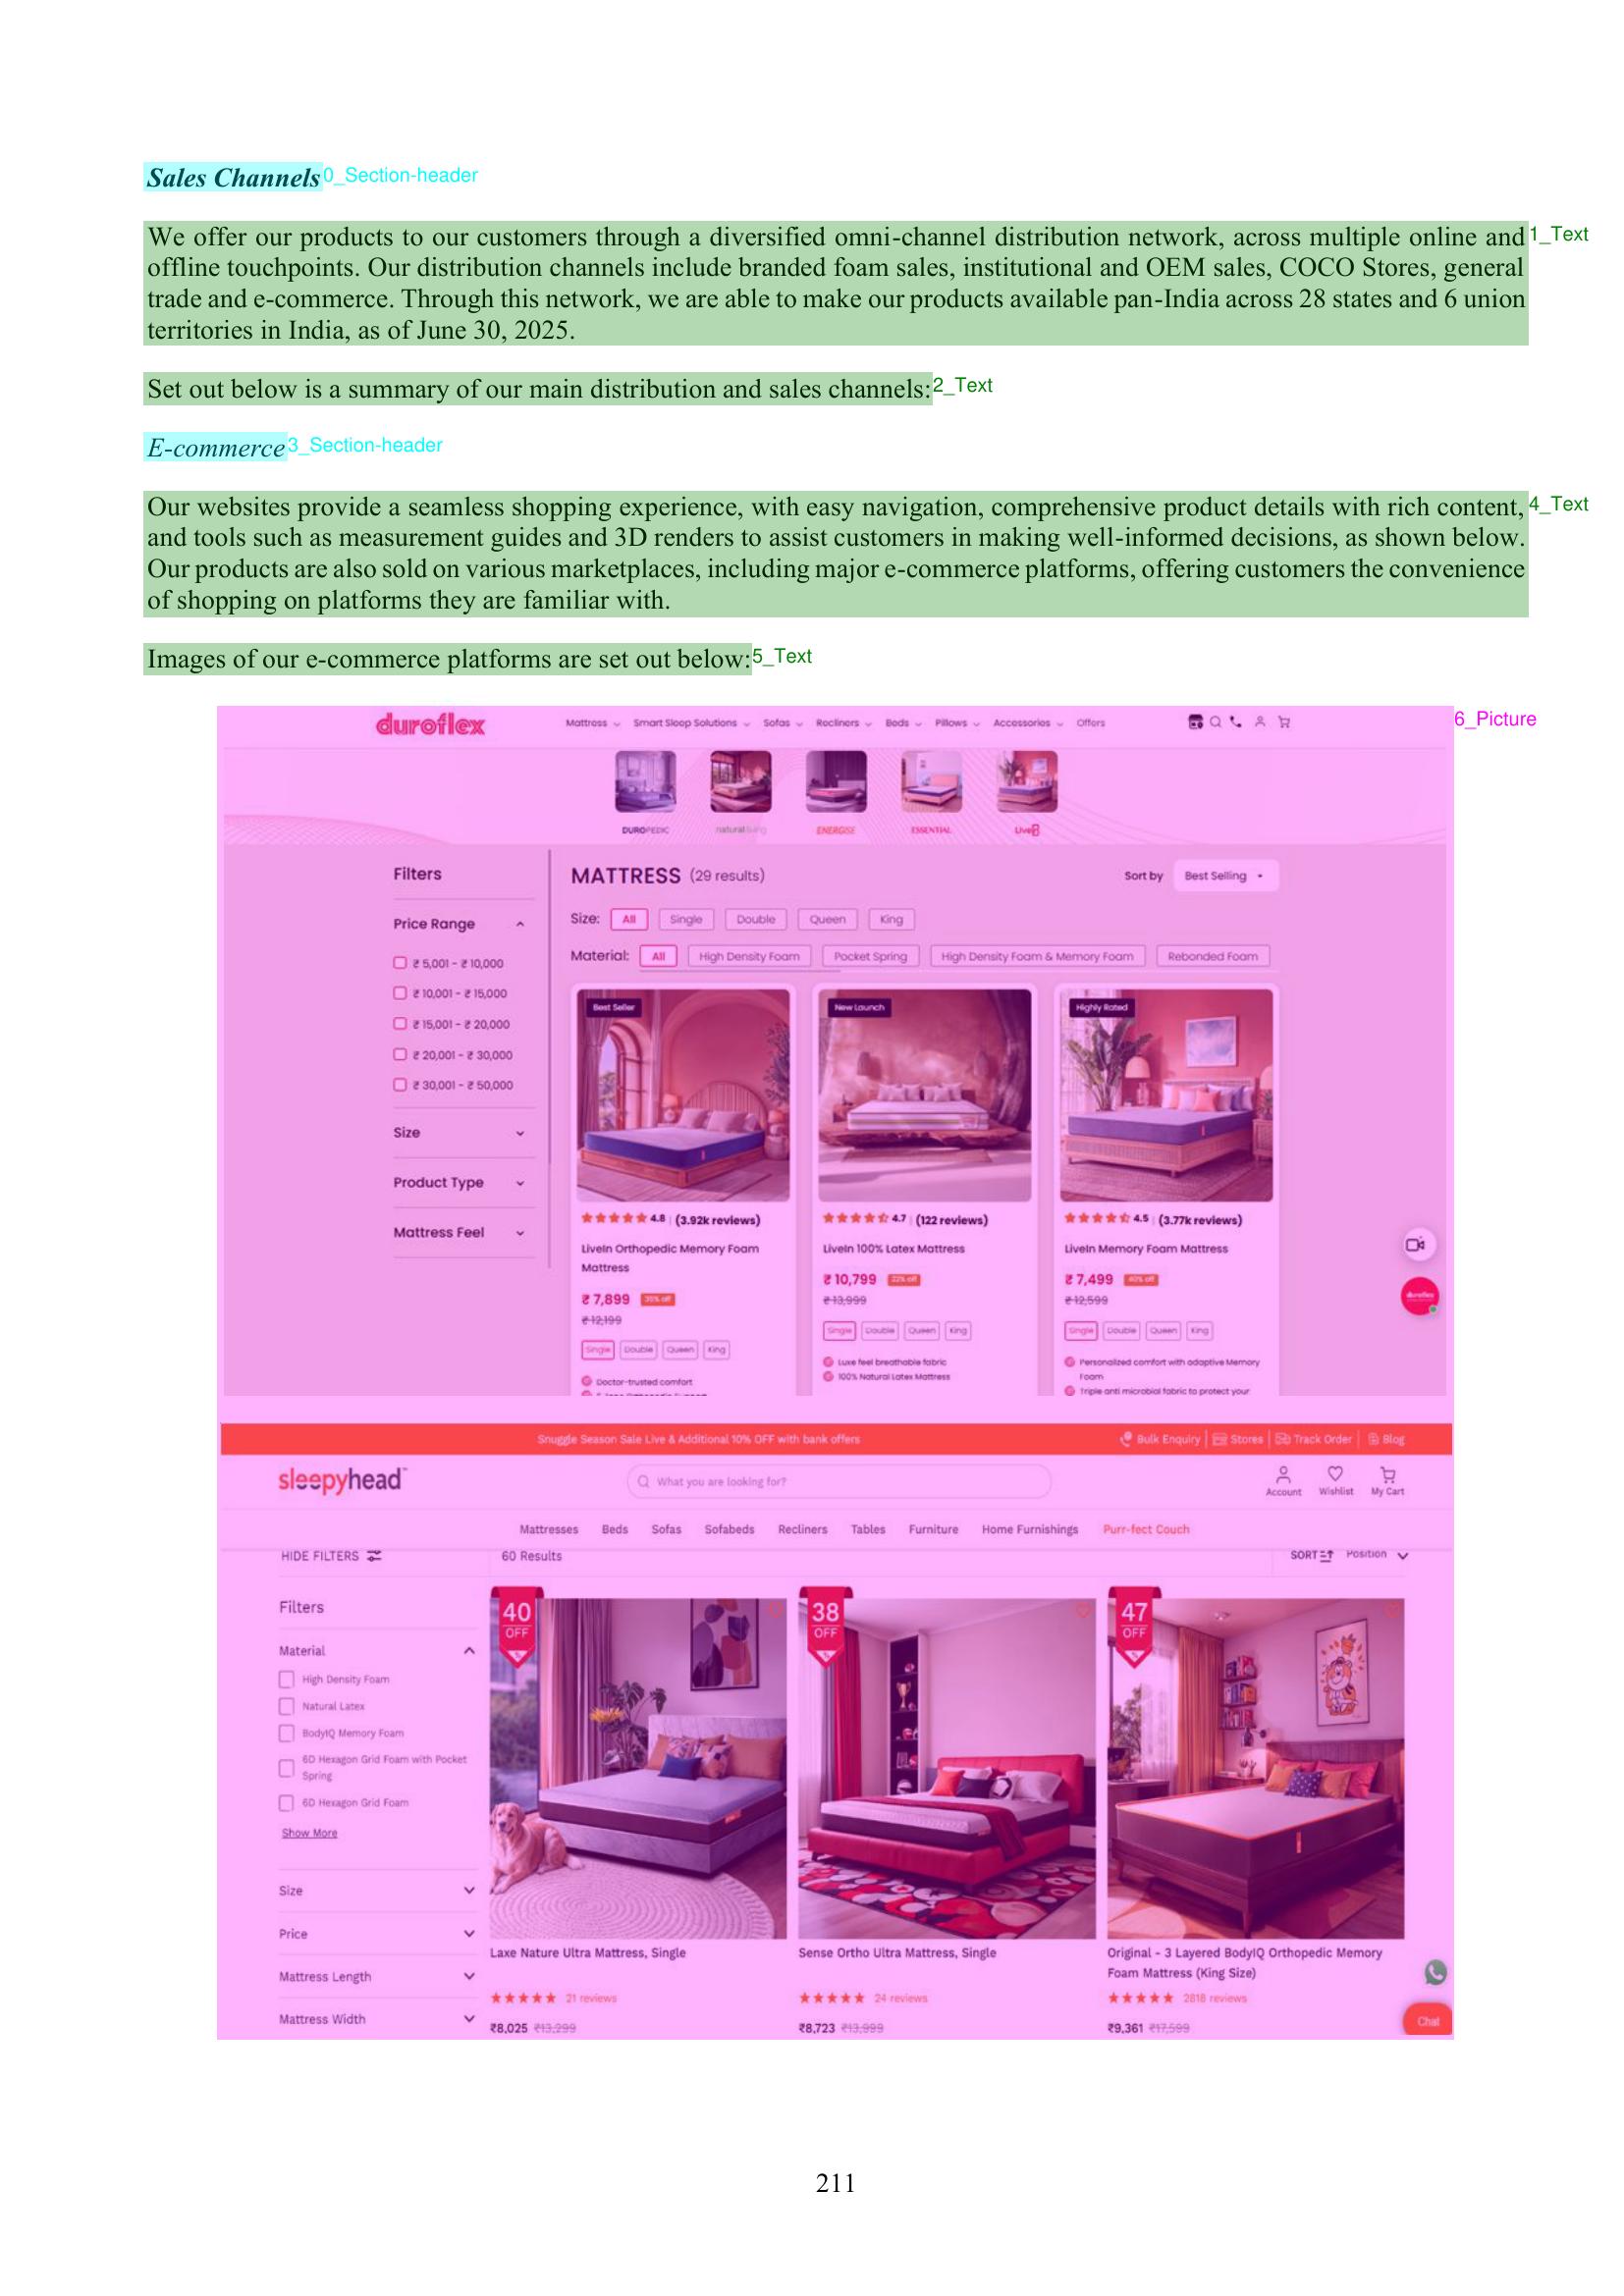 Sales Channels 0_Section-header
We offer our products to our customers through a diversified omni-channel distribution network, across multiple online and 1_Text
offline touchpoints. Our distribution channels include branded foam sales, institutional and OEM sales, COCO Stores, general
trade and e-commerce. Through this network, we are able to make our products available pan-India across 28 states and 6 union
territories in India, as of June 30, 2025.
Set out below is a summary of our main distribution and sales channels: 2_Text
E-commerce 3_Section-header
Our websites provide a seamless shopping experience, with easy navigation, comprehensive product details with rich content, 4_Text
and tools such as measurement guides and 3D renders to assist customers in making well-informed decisions, as shown below.
Our products are also sold on various marketplaces, including major e-commerce platforms, offering customers the convenience
of shopping on platforms they are familiar with.
Images of our e-commerce platforms are set out below: 5_Text
6_Picture
duroflex Mattress Smart Sleep Solutions Sofas Recliners Beds Pillows Accessories Offers
DUROPEDIC natural living ENERGISE ESSENTIAL LiveIn
Filters
Price Range
₹ 5,001 - ₹ 10,000
₹ 10,001 - ₹ 15,000
₹ 15,001 - ₹ 20,000
₹ 20,001 - ₹ 30,000
₹ 30,001 - ₹ 50,000
Size
Product Type
Mattress Feel
MATTRESS (29 results) Sort by Best Selling
Size: All Single Double Queen King
Material: All High Density Foam Pocket Spring High Density Foam & Memory Foam Rebonded Foam
Best Seller
4.8 | (3.92k reviews)
LiveIn Orthopedic Memory Foam
Mattress
₹ 7,899 35% off
₹ 12,199
Single Double Queen King
Doctor-trusted comfort
New Launch
4.7 | (122 reviews)
LiveIn 100% Latex Mattress
₹ 10,799 22% off
₹ 13,999
Single Double Queen King
Luxe feel breathable fabric
100% Natural Latex Mattress
Highly Rated
4.5 | (3.77k reviews)
LiveIn Memory Foam Mattress
₹ 7,499 40% off
₹ 12,599
Single Double Queen King
Personalized comfort with adaptive Memory
Foam
Triple anti microbial fabric to protect your
duroflex
Snuggle Season Sale Live & Additional 10% OFF with bank offers Bulk Enquiry | Stores | Track Order | Blog
sleepyhead™ What you are looking for? Account Wishlist My Cart
Mattresses Beds Sofas Sofabeds Recliners Tables Furniture Home Furnishings Purr-fect Couch
HIDE FILTERS 60 Results SORT Position
Filters
Material
High Density Foam
Natural Latex
BodyIQ Memory Foam
6D Hexagon Grid Foam with Pocket
Spring
6D Hexagon Grid Foam
Show More
Size
Price
Mattress Length
Mattress Width
40
OFF
%
Laxe Nature Ultra Mattress, Single
21 reviews
₹8,025 ₹13,299
38
OFF
%
Sense Ortho Ultra Mattress, Single
24 reviews
₹8,723 ₹13,999
47
OFF
%
Original - 3 Layered BodyIQ Orthopedic Memory
Foam Mattress (King Size)
2818 reviews
₹9,361 ₹17,599
Chat
211